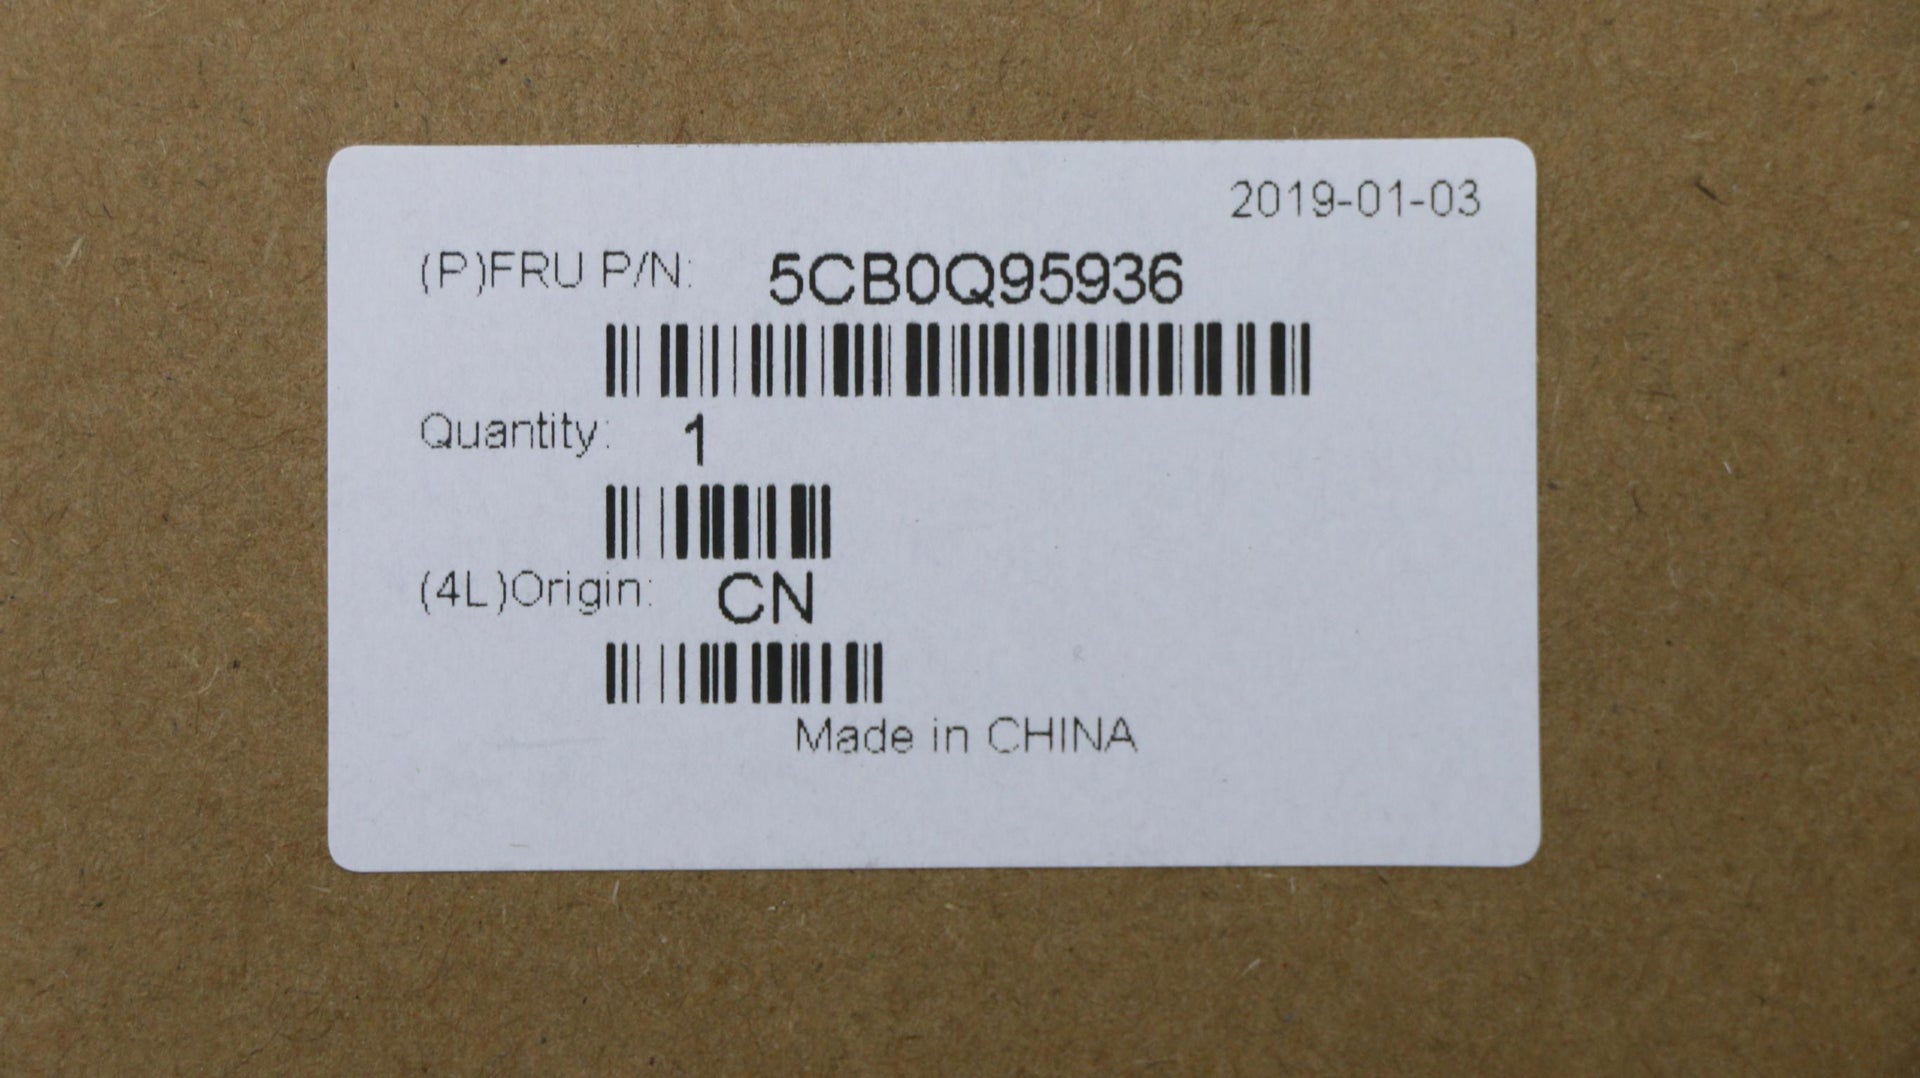 2019-01-03
(P)FRU P/N: 5CB0Q95936
Quantity: 1
(4L)Origin: CN
Made in CHINA